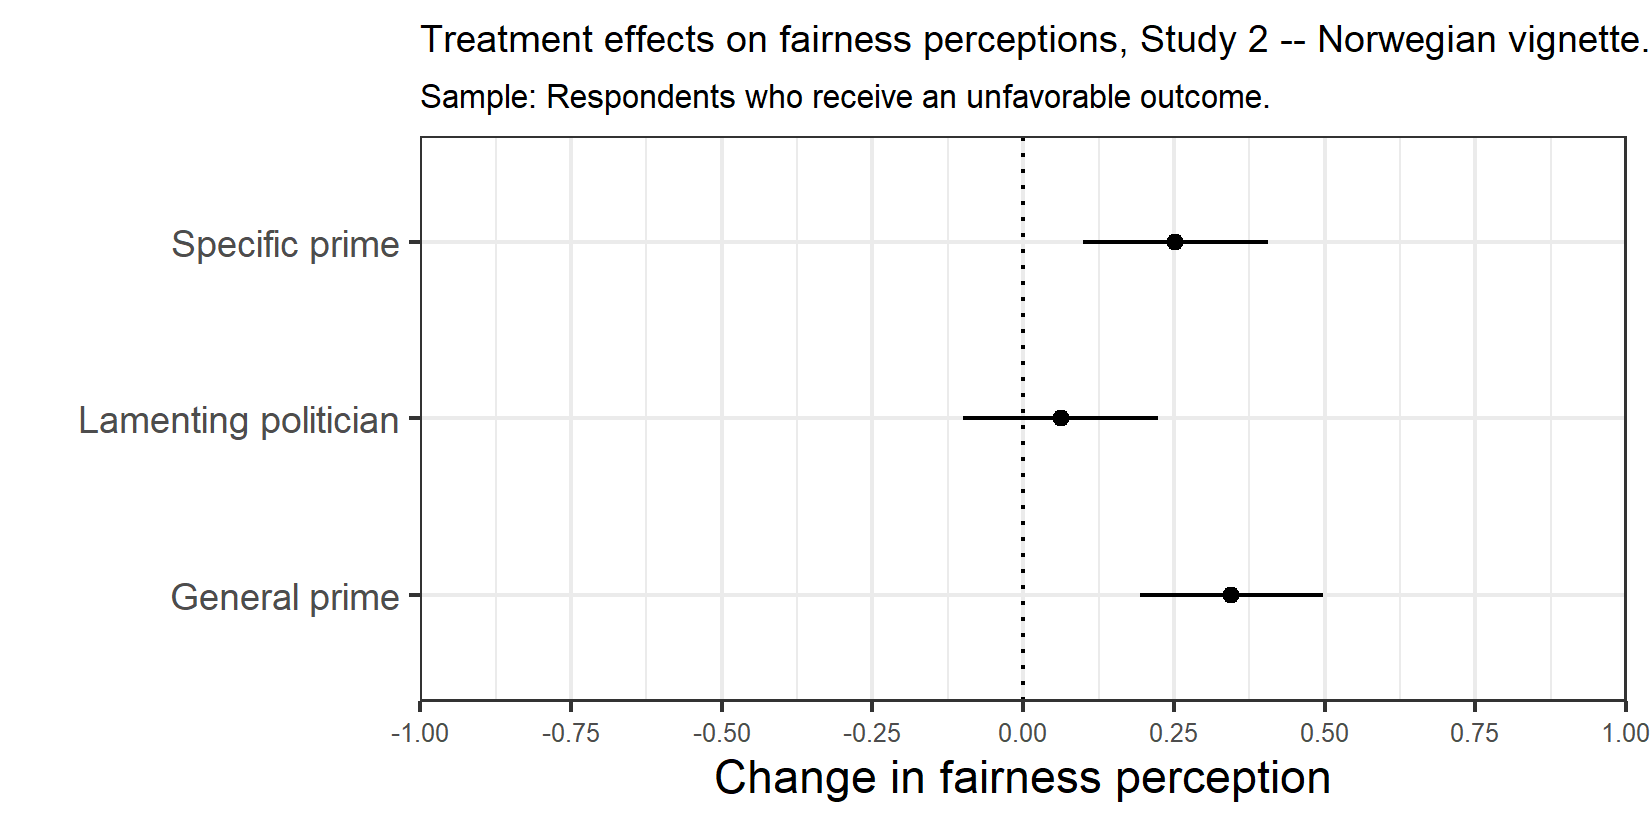 Treatment effects on fairness perceptions, Study 2 -- Norwegian vignette.
Sample: Respondents who receive an unfavorable outcome.
Specific prime
Lamenting politician
General prime
-1.00 -0.75 -0.50 -0.25 0.00 0.25 0.50 0.75 1.00
Change in fairness perception